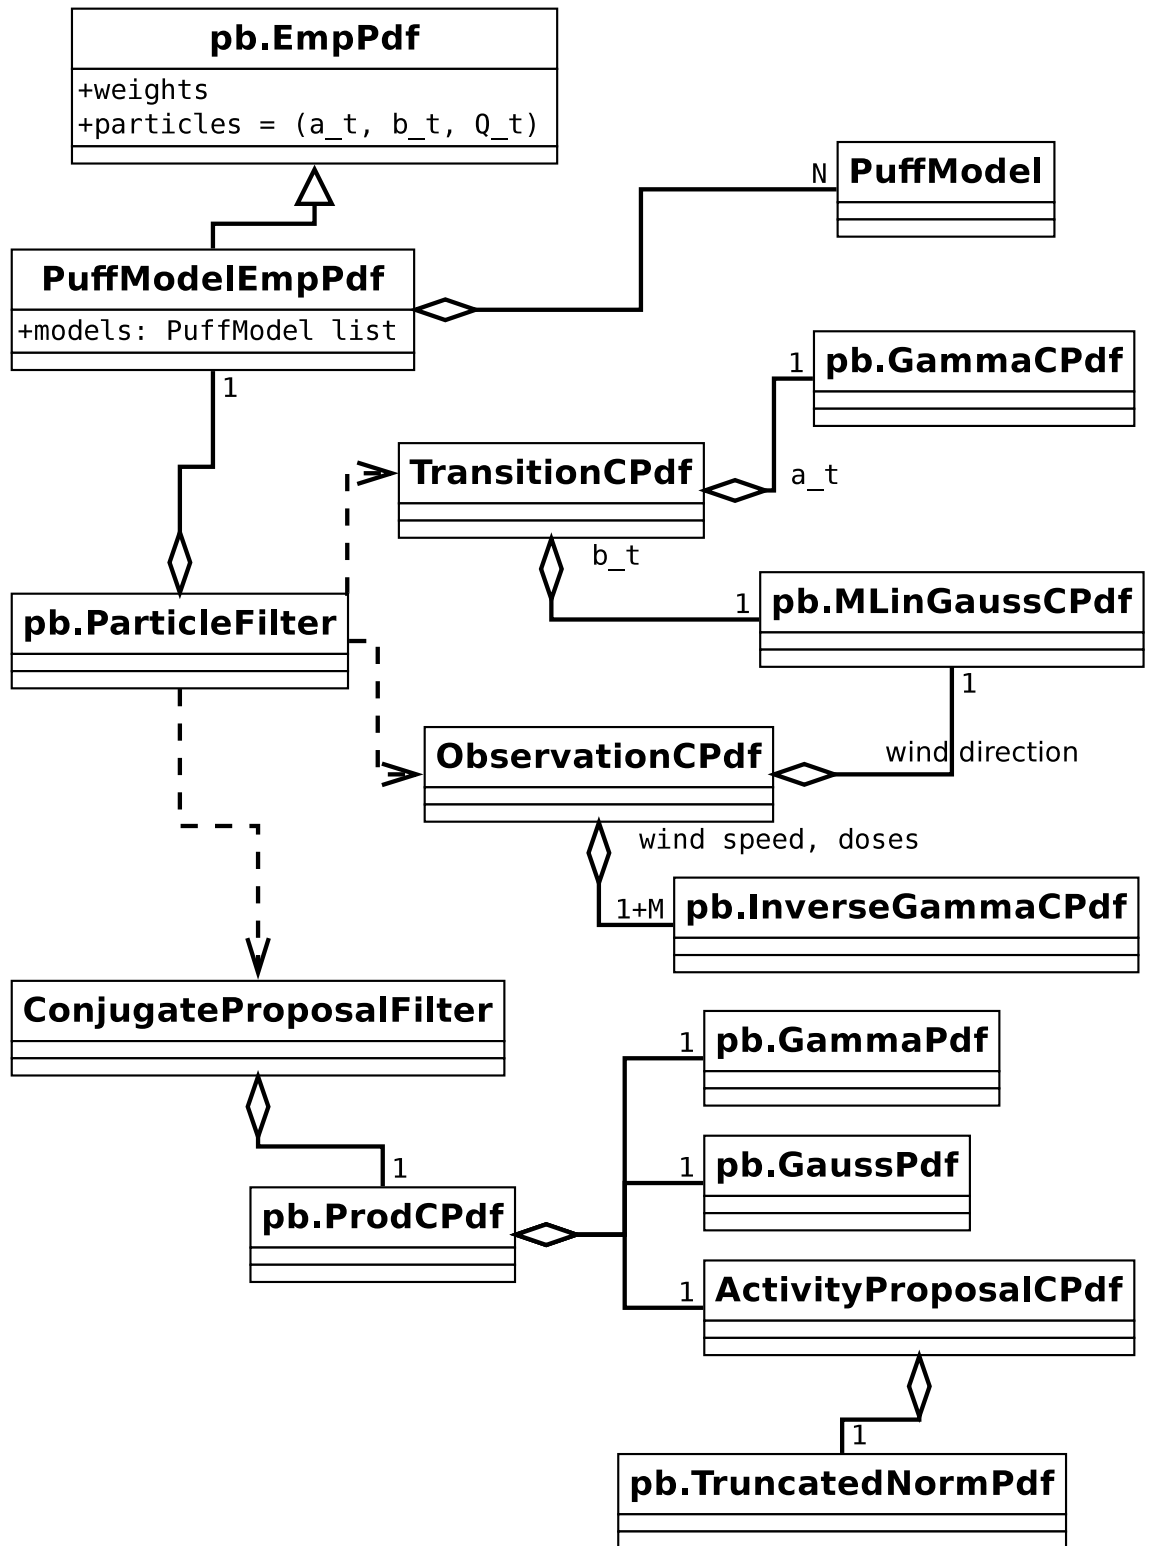 pb.EmpPdf
+weights
+particles = (a_t, b_t, Q_t)
N
PuffModel
PuffModelEmpPdf
+models: PuffModel list
1
1
pb.GammaCPdf
TransitionCPdf
a_t
b_t
1
pb.MLinGaussCPdf
pb.ParticleFilter
1
ObservationCPdf
wind direction
wind speed, doses
1+M
pb.InverseGammaCPdf
ConjugateProposalFilter
1
pb.GammaPdf
1
pb.GaussPdf
1
pb.ProdCPdf
1
ActivityProposalCPdf
1
pb.TruncatedNormPdf